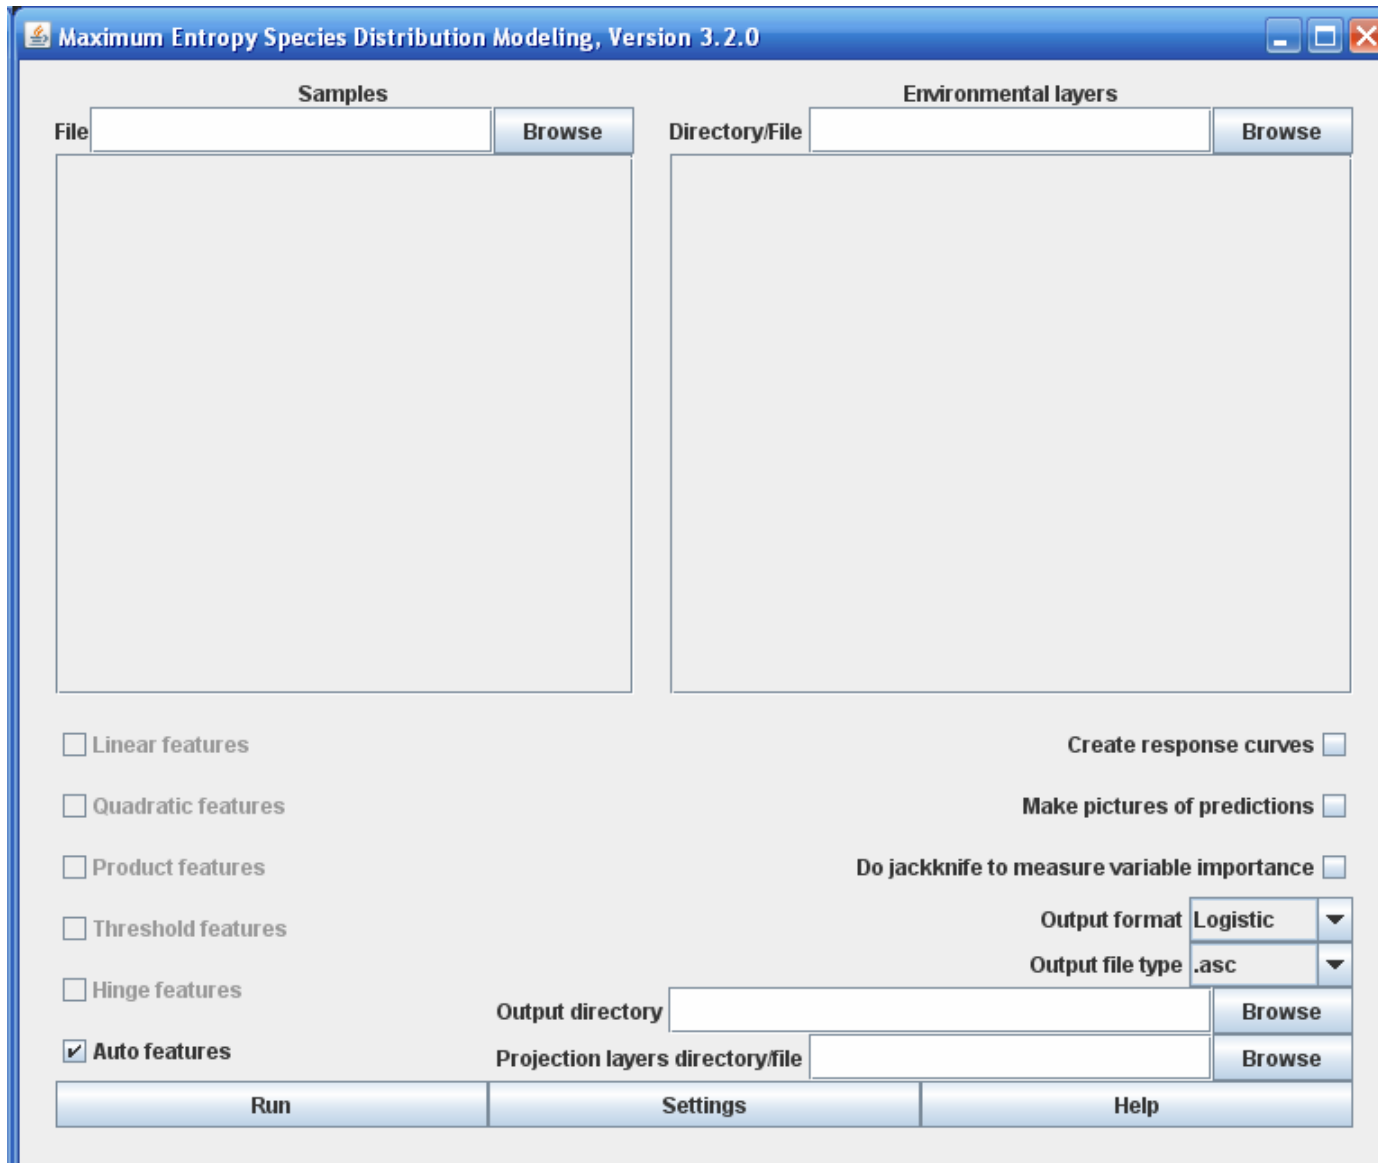 Maximum Entropy Species Distribution Modeling, Version 3.2.0
Samples
File Browse
Environmental layers
Directory/File Browse
Linear features
Quadratic features
Product features
Threshold features
Hinge features
Auto features
Create response curves
Make pictures of predictions
Do jackknife to measure variable importance
Output format Logistic
Output file type .asc
Output directory Browse
Projection layers directory/file Browse
Run Settings Help